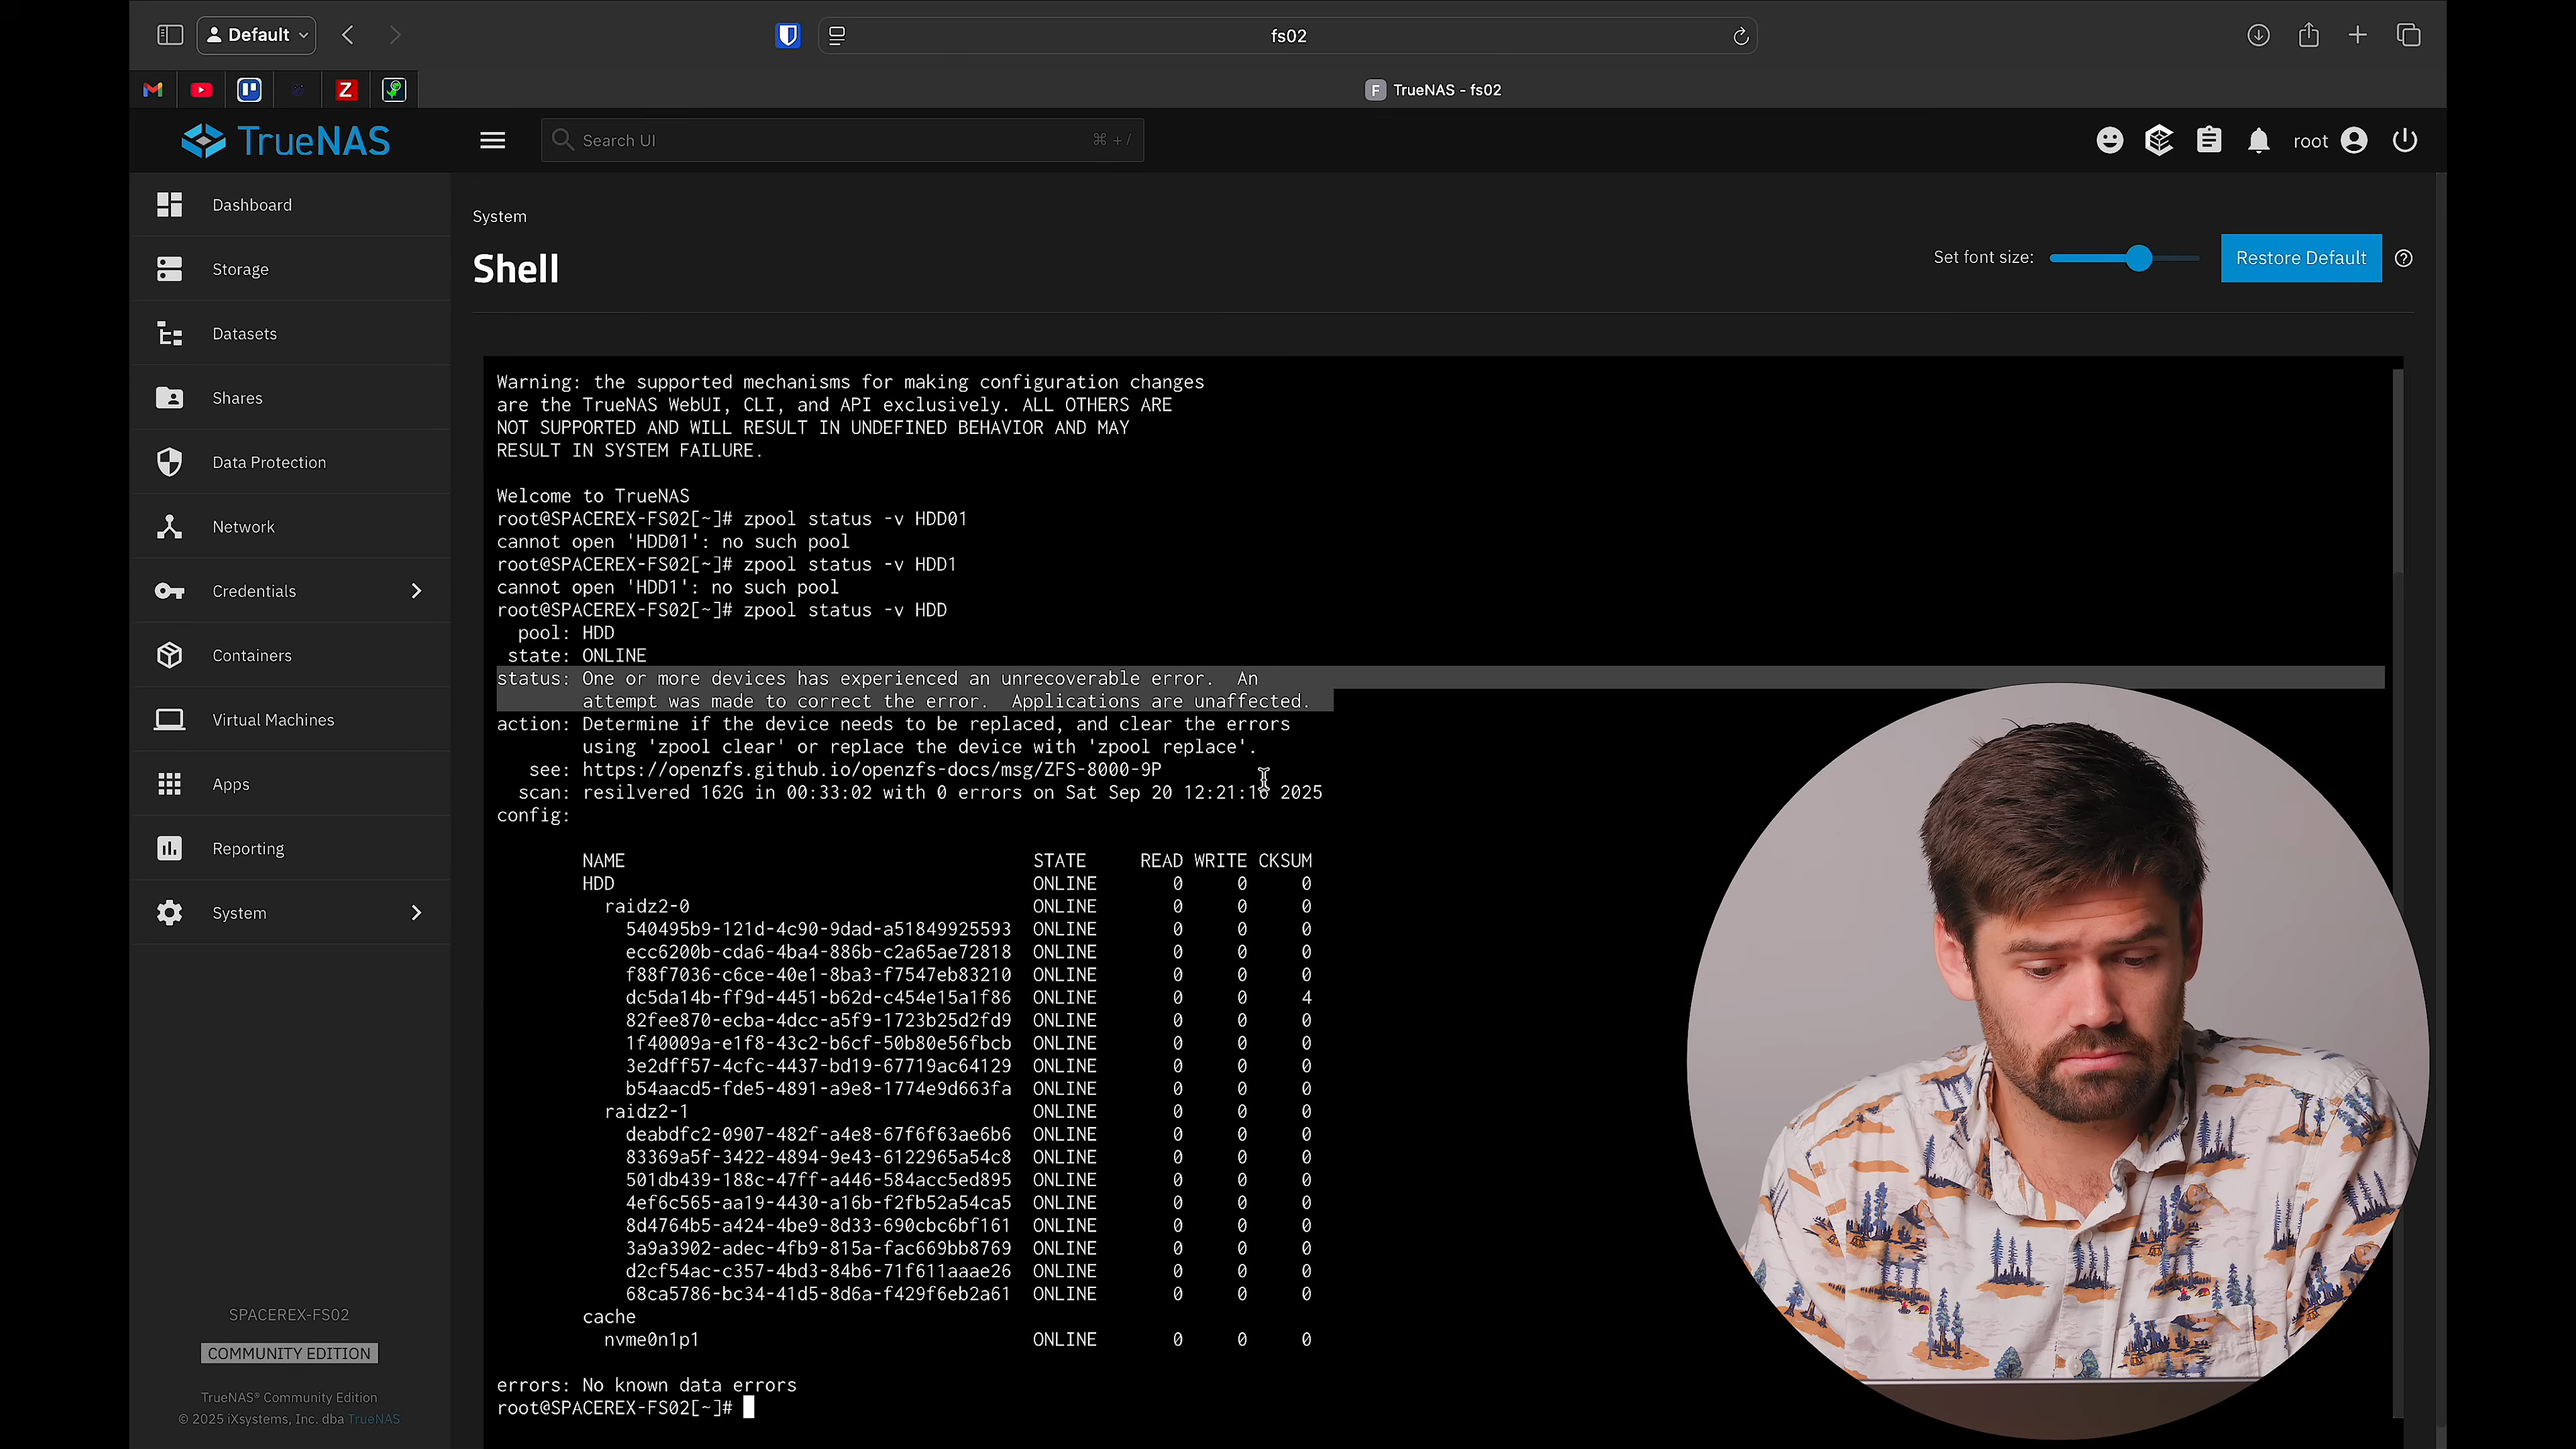 Default
fs02
Z
F TrueNAS - fs02
TrueNAS
Search UI
⌘ + /
root
Dashboard
Storage
Datasets
Shares
Data Protection
Network
Credentials
Containers
Virtual Machines
Apps
Reporting
System
SPACEREX-FS02
COMMUNITY EDITION
TrueNAS® Community Edition
© 2025 iXsystems, Inc. dba TrueNAS
System
Shell
Set font size:
Restore Default
Warning: the supported mechanisms for making configuration changes
are the TrueNAS WebUI, CLI, and API exclusively. ALL OTHERS ARE
NOT SUPPORTED AND WILL RESULT IN UNDEFINED BEHAVIOR AND MAY
RESULT IN SYSTEM FAILURE.
Welcome to TrueNAS
root@SPACEREX-FS02[~]# zpool status -v HDD01
cannot open 'HDD01': no such pool
root@SPACEREX-FS02[~]# zpool status -v HDD1
cannot open 'HDD1': no such pool
root@SPACEREX-FS02[~]# zpool status -v HDD
pool: HDD
state: ONLINE
status: One or more devices has experienced an unrecoverable error. An
attempt was made to correct the error. Applications are unaffected.
action: Determine if the device needs to be replaced, and clear the errors
using 'zpool clear' or replace the device with 'zpool replace'.
see: https://openzfs.github.io/openzfs-docs/msg/ZFS-8000-9P
scan: resilvered 162G in 00:33:02 with 0 errors on Sat Sep 20 12:21:16 2025
config:
NAME STATE READ WRITE CKSUM
HDD ONLINE 0 0 0
raidz2-0 ONLINE 0 0 0
540495b9-121d-4c90-9dad-a51849925593 ONLINE 0 0 0
ecc6200b-cda6-4ba4-886b-c2a65ae72818 ONLINE 0 0 0
f88f7036-c6ce-40e1-8ba3-f7547eb83210 ONLINE 0 0 0
dc5da14b-ff9d-4451-b62d-c454e15a1f86 ONLINE 0 0 4
82fee870-ecba-4dcc-a5f9-1723b25d2fd9 ONLINE 0 0 0
1f40009a-e1f8-43c2-b6cf-50b80e56fbcb ONLINE 0 0 0
3e2dff57-4cfc-4437-bd19-67719ac64129 ONLINE 0 0 0
b54aacd5-fde5-4891-a9e8-1774e9d663fa ONLINE 0 0 0
raidz2-1 ONLINE 0 0 0
deabdfc2-0907-482f-a4e8-67f6f63ae6b6 ONLINE 0 0 0
83369a5f-3422-4894-9e43-6122965a54c8 ONLINE 0 0 0
501db439-188c-47ff-a446-584acc5ed895 ONLINE 0 0 0
4ef6c565-aa19-4430-a16b-f2fb52a54ca5 ONLINE 0 0 0
8d4764b5-a424-4be9-8d33-690cbc6bf161 ONLINE 0 0 0
3a9a3902-adec-4fb9-815a-fac669bb8769 ONLINE 0 0 0
d2cf54ac-c357-4bd3-84b6-71f611aaae26 ONLINE 0 0 0
68ca5786-bc34-41d5-8d6a-f429f6eb2a61 ONLINE 0 0 0
cache
nvme0n1p1 ONLINE 0 0 0
errors: No known data errors
root@SPACEREX-FS02[~]#